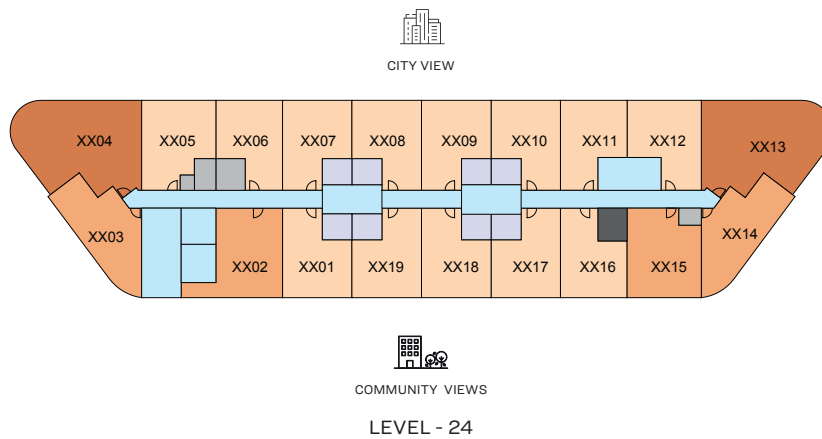 CITY VIEW
XX04
XX05
XX06
XX07
XX08
XX09
XX10
XX11
XX12
XX13
XX03
XX02
XX01
XX19
XX18
XX17
XX16
XX15
XX14
COMMUNITY VIEWS
LEVEL - 24